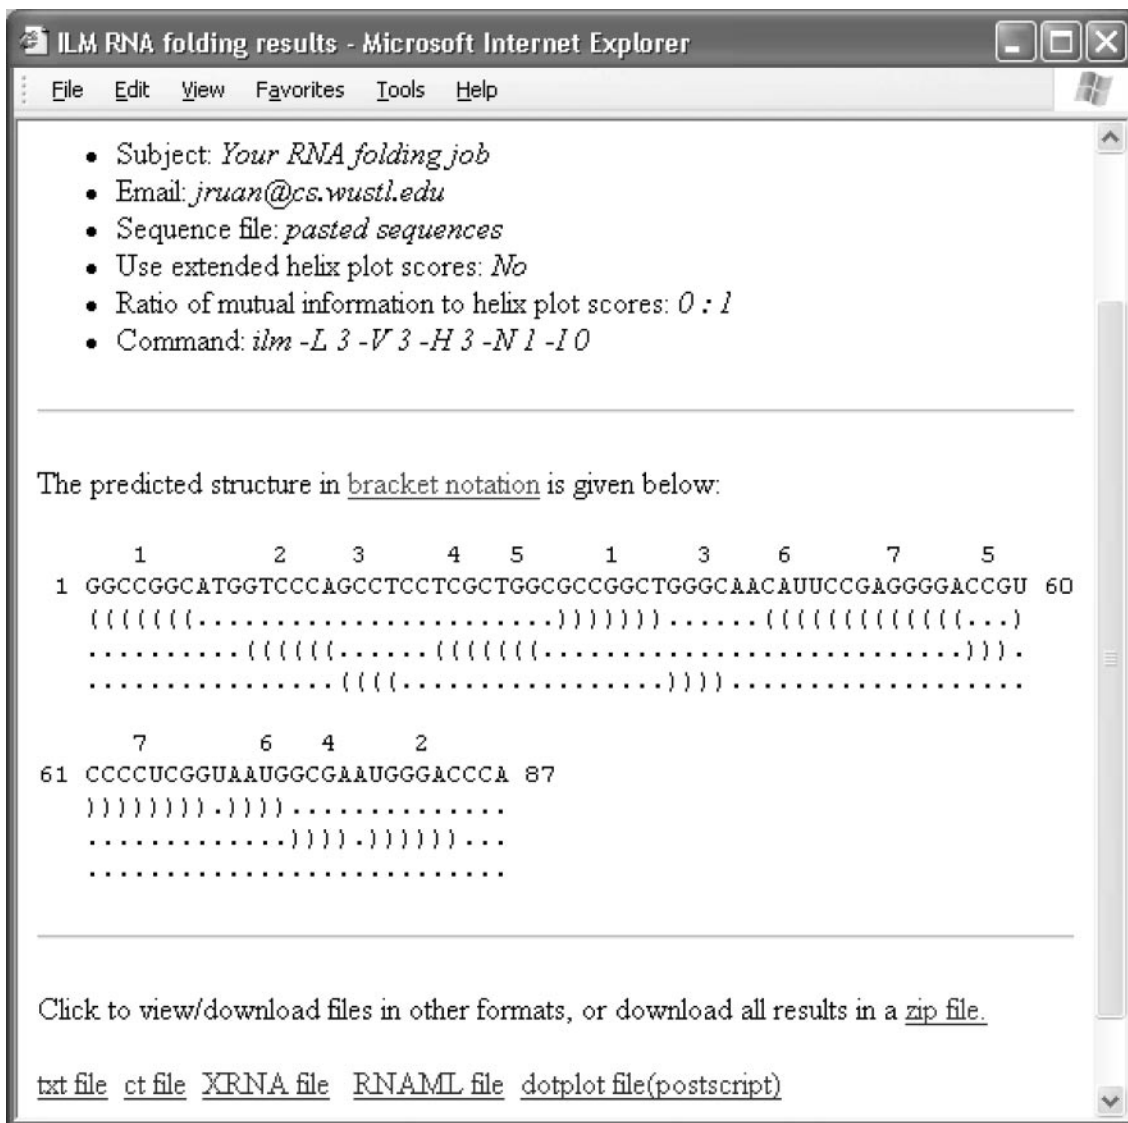 ILM RNA folding results - Microsoft Internet Explorer
File Edit View Favorites Tools Help
• Subject: Your RNA folding job
• Email: jruan@cs.wustl.edu
• Sequence file: pasted sequences
• Use extended helix plot scores: No
• Ratio of mutual information to helix plot scores: 0 : 1
• Command: ilm -L 3 -V 3 -H 3 -N 1 -I 0
The predicted structure in bracket notation is given below:
1 2 3 4 5 1 3 6 7 5
1 GGCCGGCATGGTCCCAGCCTCCTCGCTGGCGCCGGCTGGGCAACAUUCCGAGGGGACCGU 60
(((((((.......................)))))))......(((((((((((((...)
..........((((((......(((((((...........................))).
................((((.................))))...................
7 6 4 2
61 CCCCUCGGUAAUGGCGAAUGGGACCCA 87
)))))))).))))..............
.............)))).))))))...
...........................
Click to view/download files in other formats, or download all results in a zip file.
txt file ct file XRNA file RNAML file dotplot file(postscript)